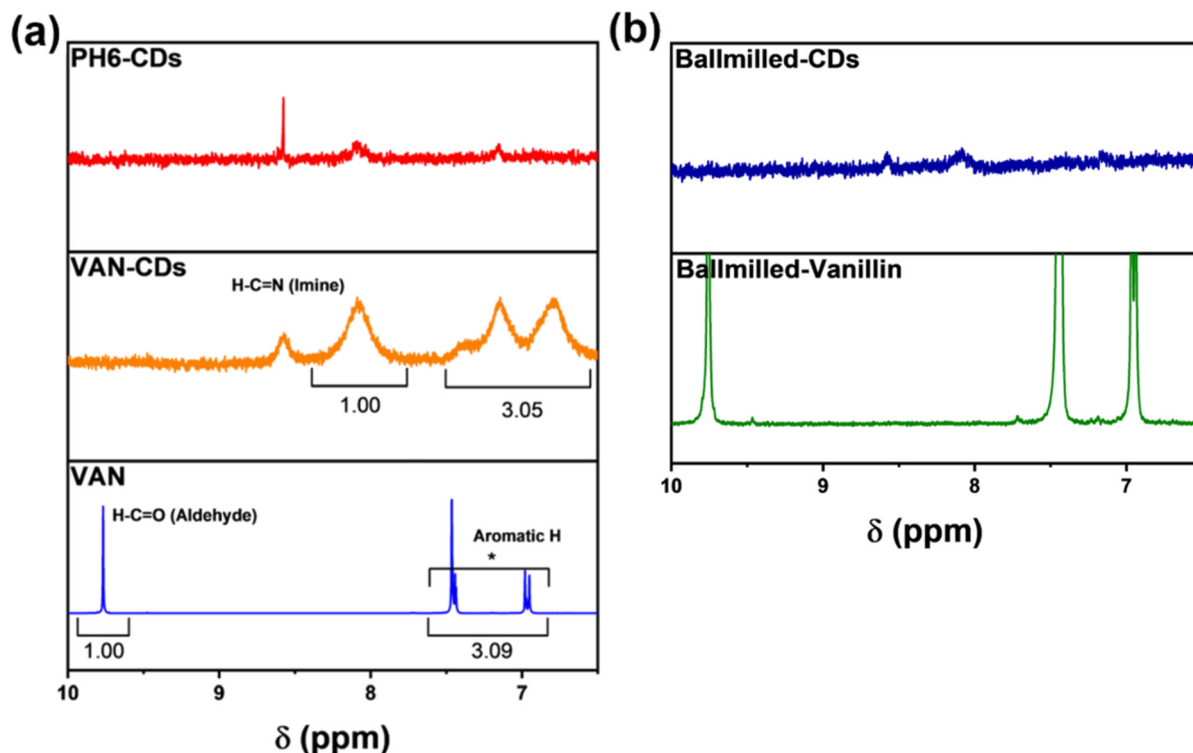 (a)
PH6-CDs
VAN-CDs
H-C=N (Imine)
1.00
3.05
VAN
H-C=O (Aldehyde)
Aromatic H
*
1.00
3.09
10
9
8
7
δ (ppm)
(b)
Ballmilled-CDs
Ballmilled-Vanillin
10
9
8
7
δ (ppm)